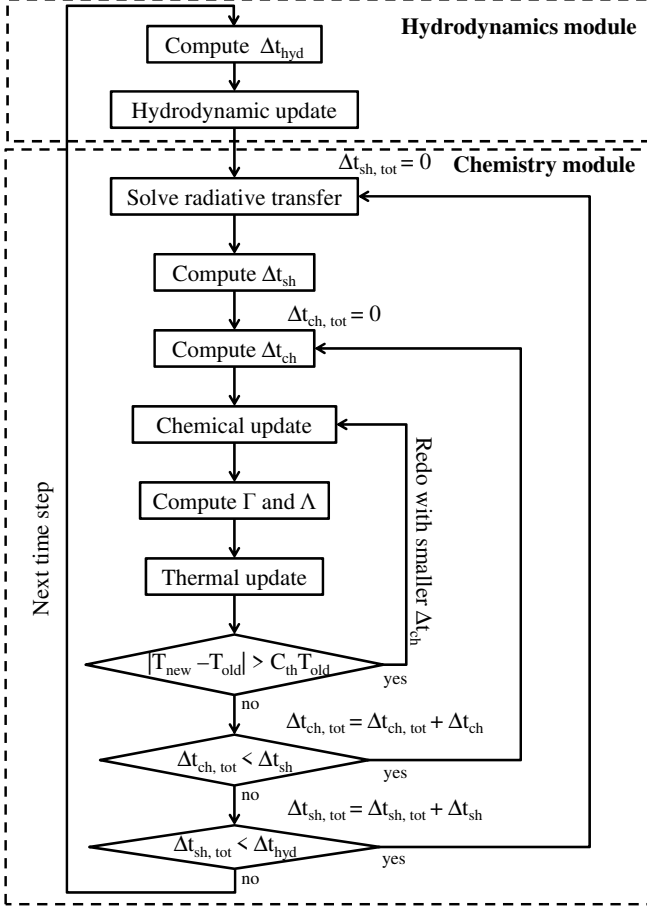 Hydrodynamics module
Compute Δt_hyd
Hydrodynamic update
Δt_sh, tot = 0
Chemistry module
Solve radiative transfer
Compute Δt_sh
Δt_ch, tot = 0
Compute Δt_ch
Chemical update
Redo with smaller Δt_ch
Compute Γ and Λ
Next time step
Thermal update
|T_new − T_old| > C_th T_old
yes
no
Δt_ch, tot = Δt_ch, tot + Δt_ch
Δt_ch, tot < Δt_sh
yes
no
Δt_sh, tot = Δt_sh, tot + Δt_sh
Δt_sh, tot < Δt_hyd
yes
no